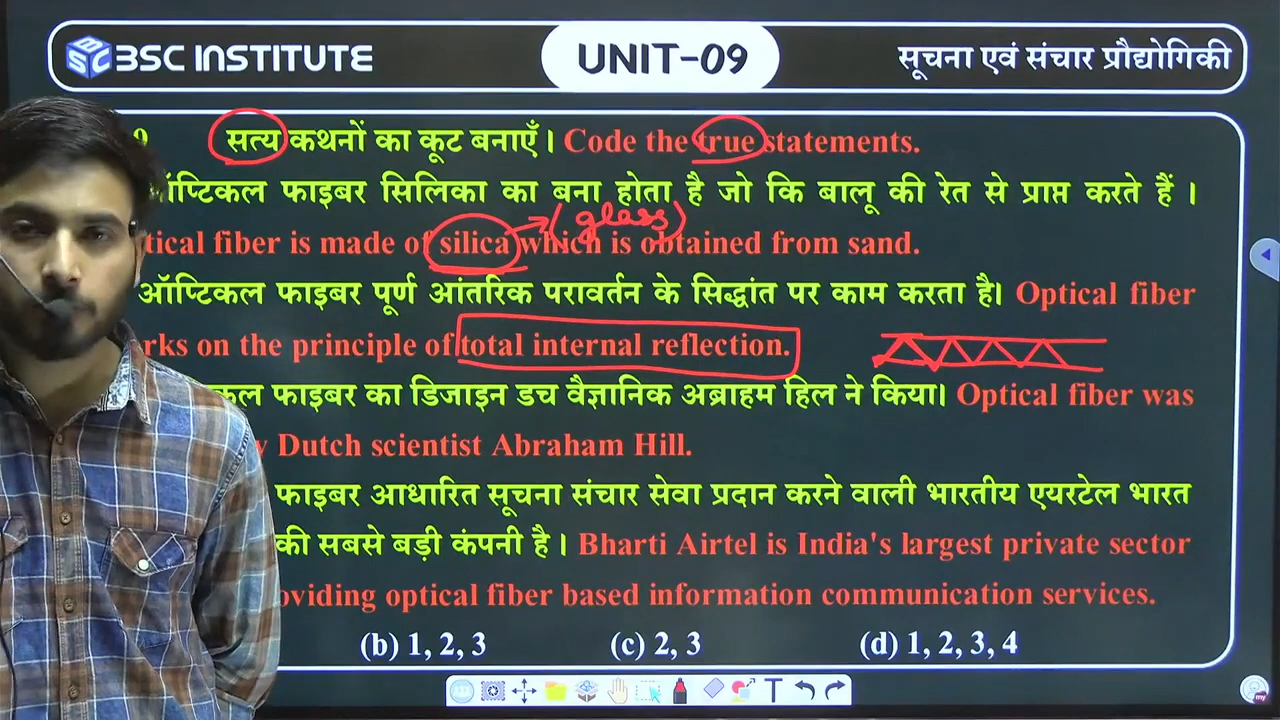 BSC INSTITUTE
UNIT-09
सूचना एवं संचार प्रौद्योगिकी
9 सत्य कथनों का कूट बनाएँ। Code the true statements.
ऑप्टिकल फाइबर सिलिका का बना होता है जो कि बालू की रेत से प्राप्त करते हैं।
(glass)
tical fiber is made of silica which is obtained from sand.
ऑप्टिकल फाइबर पूर्ण आंतरिक परावर्तन के सिद्धांत पर काम करता है। Optical fiber
rks on the principle of total internal reflection.
कल फाइबर का डिजाइन डच वैज्ञानिक अब्राहम हिल ने किया। Optical fiber was
y Dutch scientist Abraham Hill.
फाइबर आधारित सूचना संचार सेवा प्रदान करने वाली भारतीय एयरटेल भारत
की सबसे बड़ी कंपनी है। Bharti Airtel is India's largest private sector
oviding optical fiber based information communication services.
(b) 1, 2, 3 (c) 2, 3 (d) 1, 2, 3, 4